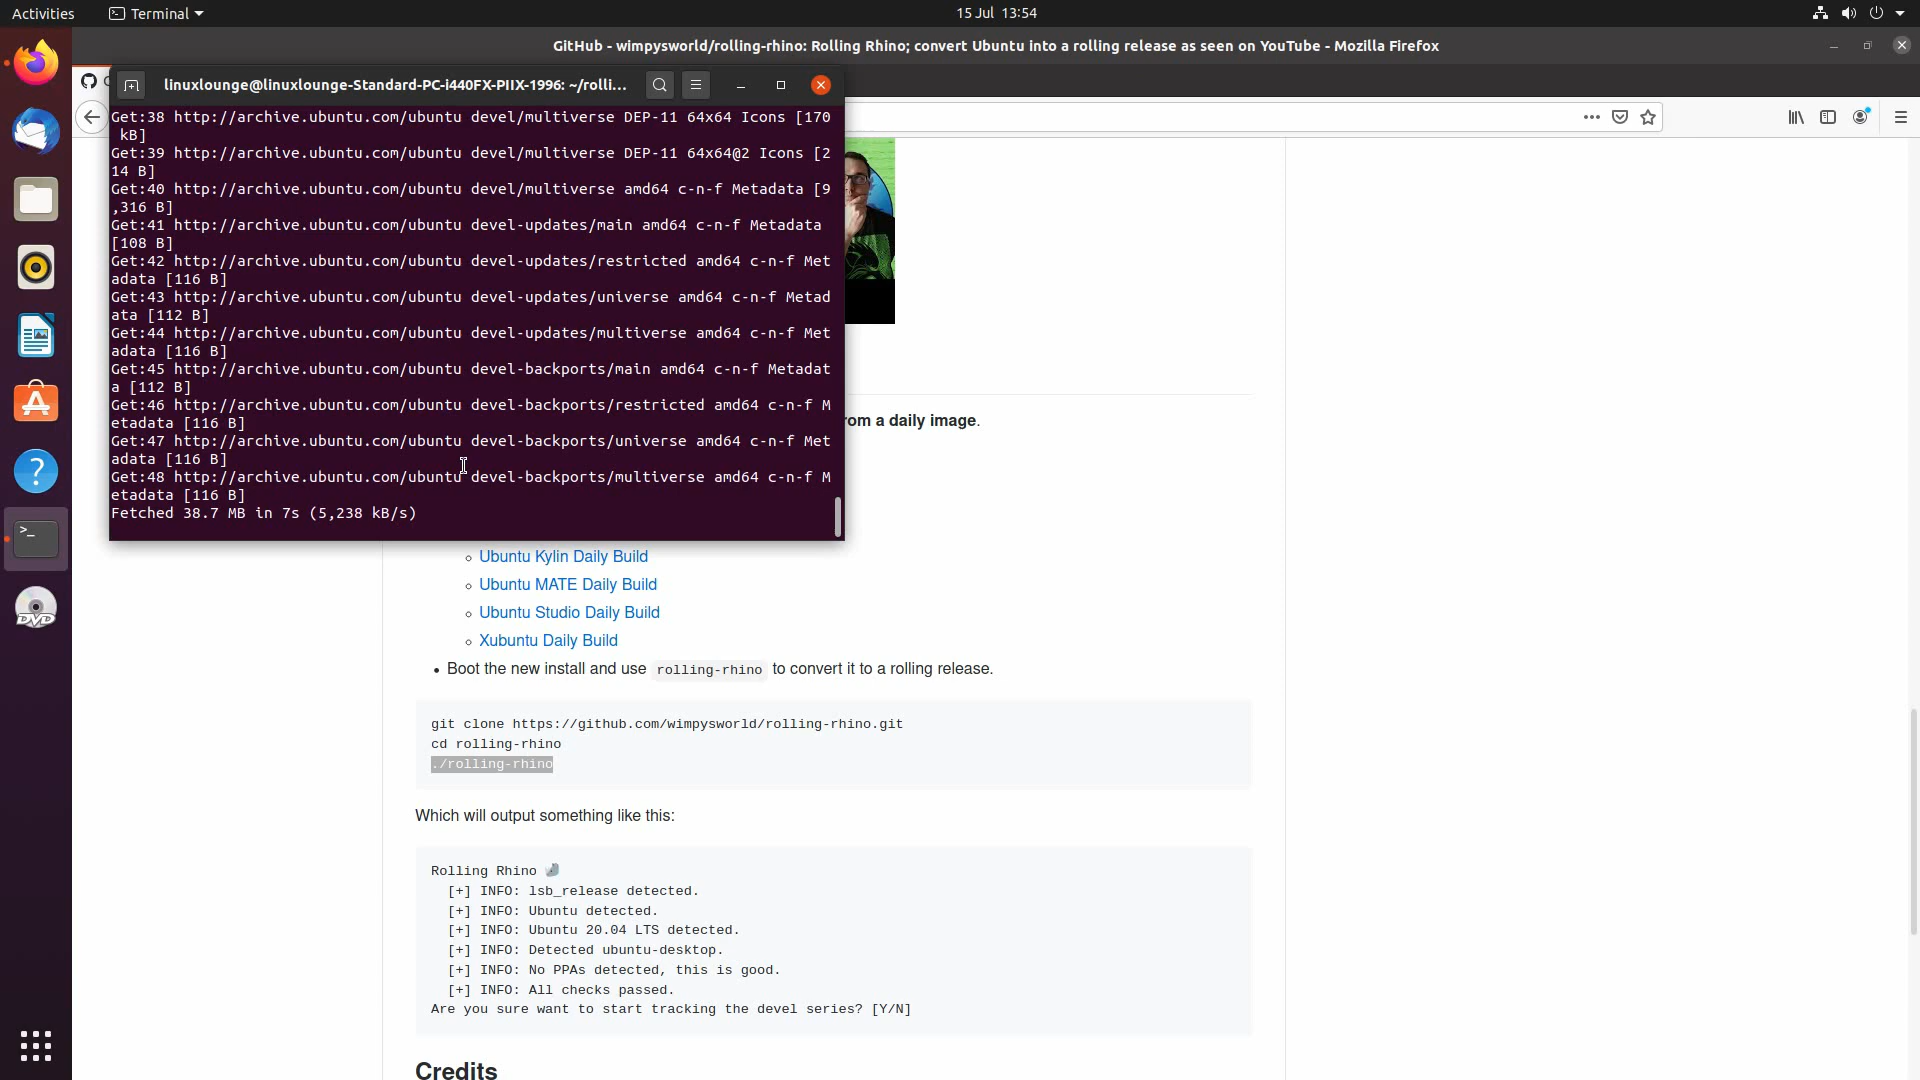 Activities
Terminal
15 Jul 13:54
GitHub - wimpysworld/rolling-rhino: Rolling Rhino; convert Ubuntu into a rolling release as seen on YouTube - Mozilla Firefox
linuxlounge@linuxlounge-Standard-PC-i440FX-PIIX-1996: ~/rolli...
Get:38 http://archive.ubuntu.com/ubuntu devel/multiverse DEP-11 64x64 Icons [170
kB]
Get:39 http://archive.ubuntu.com/ubuntu devel/multiverse DEP-11 64x64@2 Icons [2
14 B]
Get:40 http://archive.ubuntu.com/ubuntu devel/multiverse amd64 c-n-f Metadata [9
,316 B]
Get:41 http://archive.ubuntu.com/ubuntu devel-updates/main amd64 c-n-f Metadata
[108 B]
Get:42 http://archive.ubuntu.com/ubuntu devel-updates/restricted amd64 c-n-f Met
adata [116 B]
Get:43 http://archive.ubuntu.com/ubuntu devel-updates/universe amd64 c-n-f Metad
ata [112 B]
Get:44 http://archive.ubuntu.com/ubuntu devel-updates/multiverse amd64 c-n-f Met
adata [116 B]
Get:45 http://archive.ubuntu.com/ubuntu devel-backports/main amd64 c-n-f Metadat
a [112 B]
Get:46 http://archive.ubuntu.com/ubuntu devel-backports/restricted amd64 c-n-f M
etadata [116 B]
Get:47 http://archive.ubuntu.com/ubuntu devel-backports/universe amd64 c-n-f Met
adata [116 B]
Get:48 http://archive.ubuntu.com/ubuntu devel-backports/multiverse amd64 c-n-f M
etadata [116 B]
Fetched 38.7 MB in 7s (5,238 kB/s)
rom a daily image.
Ubuntu Kylin Daily Build
Ubuntu MATE Daily Build
Ubuntu Studio Daily Build
Xubuntu Daily Build
Boot the new install and use rolling-rhino to convert it to a rolling release.
git clone https://github.com/wimpysworld/rolling-rhino.git
cd rolling-rhino
./rolling-rhino
Which will output something like this:
Rolling Rhino 🦏
[+] INFO: lsb_release detected.
[+] INFO: Ubuntu detected.
[+] INFO: Ubuntu 20.04 LTS detected.
[+] INFO: Detected ubuntu-desktop.
[+] INFO: No PPAs detected, this is good.
[+] INFO: All checks passed.
Are you sure want to start tracking the devel series? [Y/N]
Credits
DVD